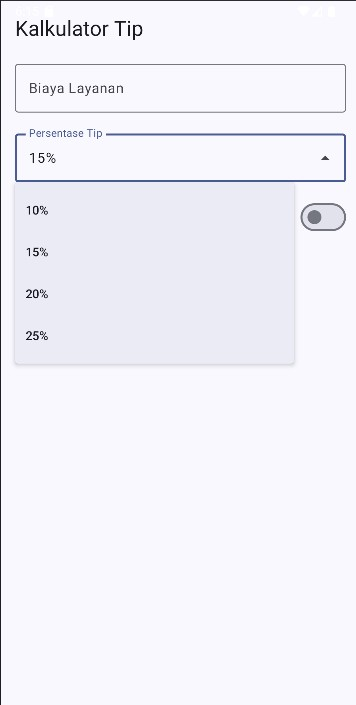 Kalkulator Tip
Biaya Layanan
Persentase Tip
15%
10%
15%
20%
25%